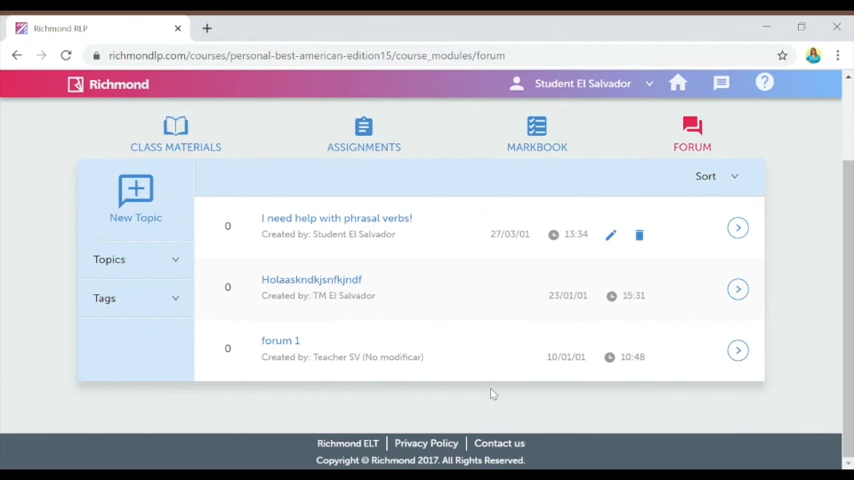 Richmond RLP
richmondlp.com/courses/personal-best-american-edition15/course_modules/forum
Richmond
Student El Salvador
CLASS MATERIALS
ASSIGNMENTS
MARKBOOK
FORUM
Sort
New Topic
Topics
Tags
0
I need help with phrasal verbs!
Created by: Student El Salvador
27/03/01
13:34
0
Holaaskndkjsnfkjndf
Created by: TM El Salvador
23/01/01
15:31
0
forum 1
Created by: Teacher SV (No modificar)
10/01/01
10:48
Richmond ELT | Privacy Policy | Contact us
Copyright © Richmond 2017. All Rights Reserved.